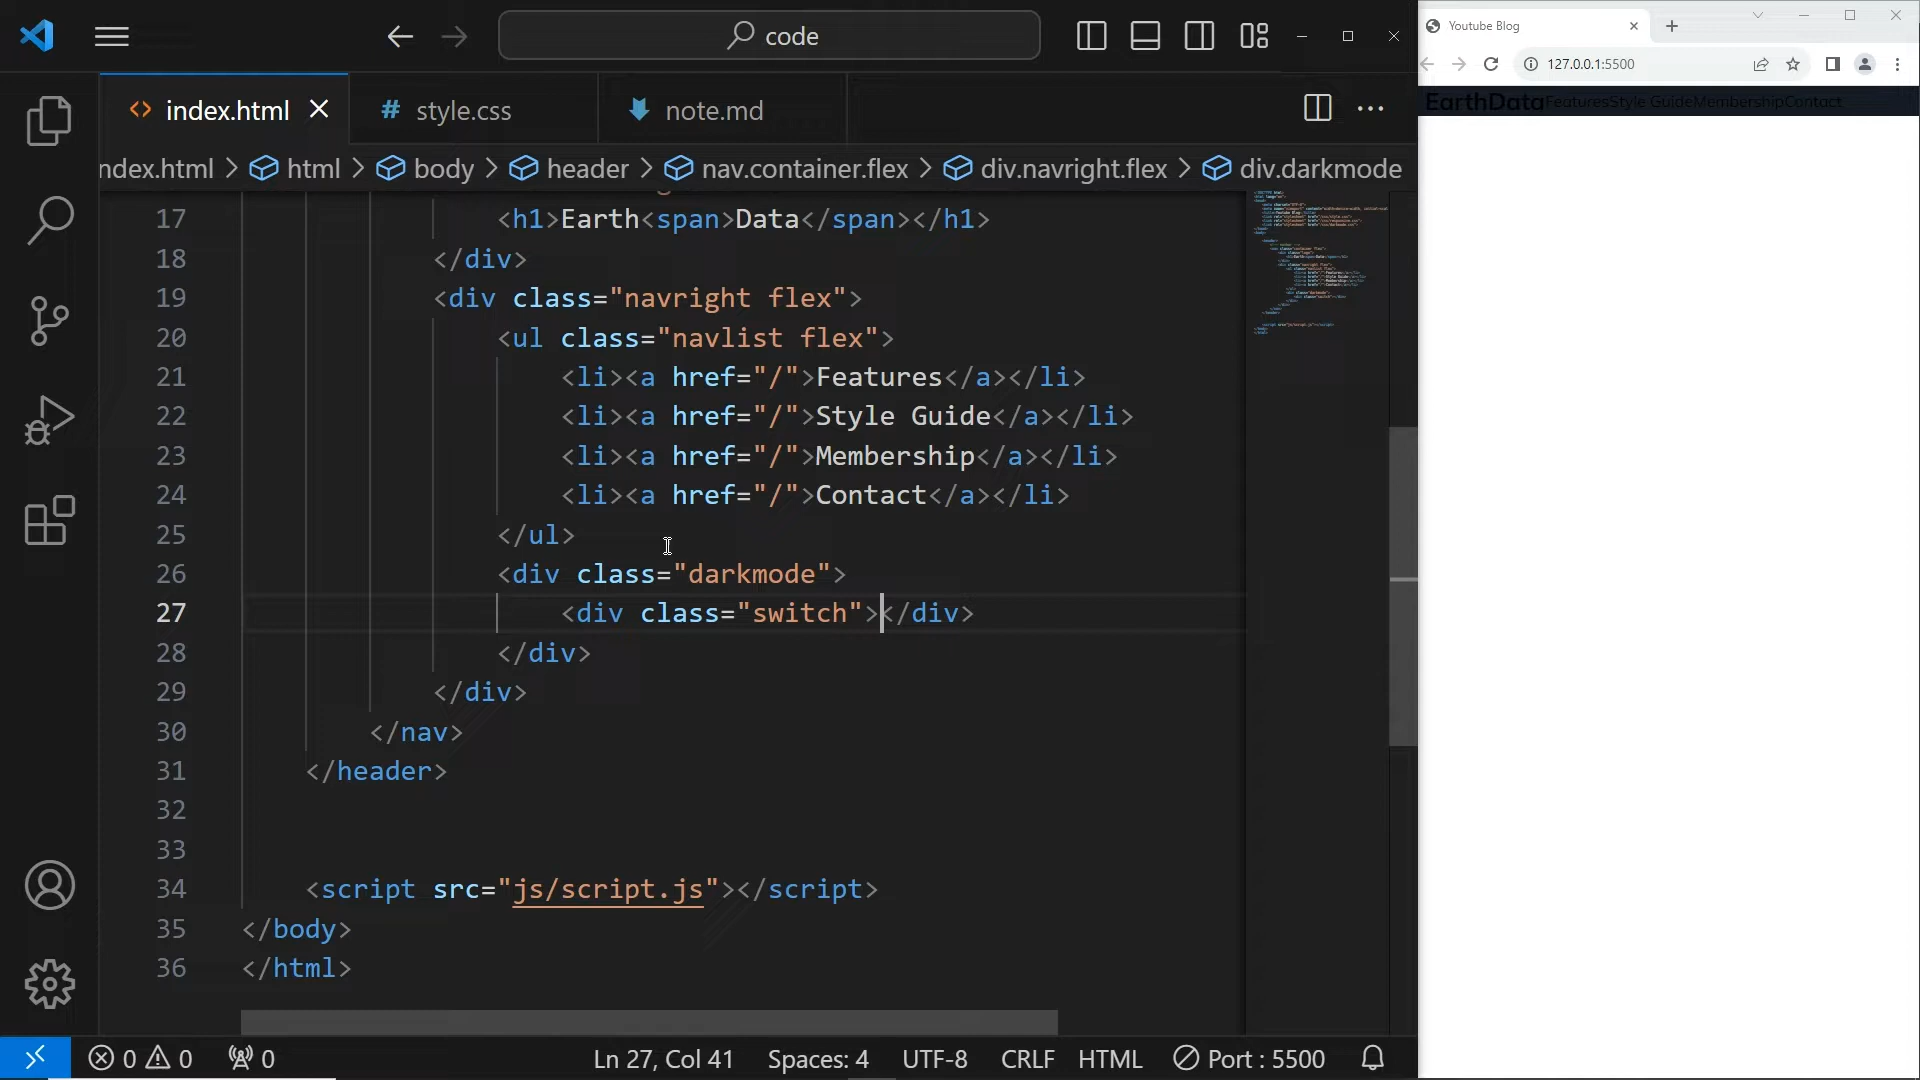 code
Youtube Blog
127.0.0.1:5500
index.html
# style.css
note.md
ndex.html > html > body > header > nav.container.flex > div.navright.flex > div.darkmode
EarthDataFeaturesStyle GuideMembershipContact
17 <h1>Earth<span>Data</span></h1>
18 </div>
19 <div class="navright flex">
20 <ul class="navlist flex">
21 <li><a href="/">Features</a></li>
22 <li><a href="/">Style Guide</a></li>
23 <li><a href="/">Membership</a></li>
24 <li><a href="/">Contact</a></li>
25 </ul>
26 <div class="darkmode">
27 <div class="switch"></div>
28 </div>
29 </div>
30 </nav>
31 </header>
32
33
34 <script src="js/script.js"></script>
35 </body>
36 </html>
0 0 0 Ln 27, Col 41 Spaces: 4 UTF-8 CRLF HTML Port : 5500